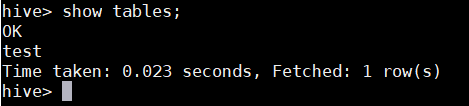 hive> show tables;
OK
test
Time taken: 0.023 seconds, Fetched: 1 row(s)
hive>